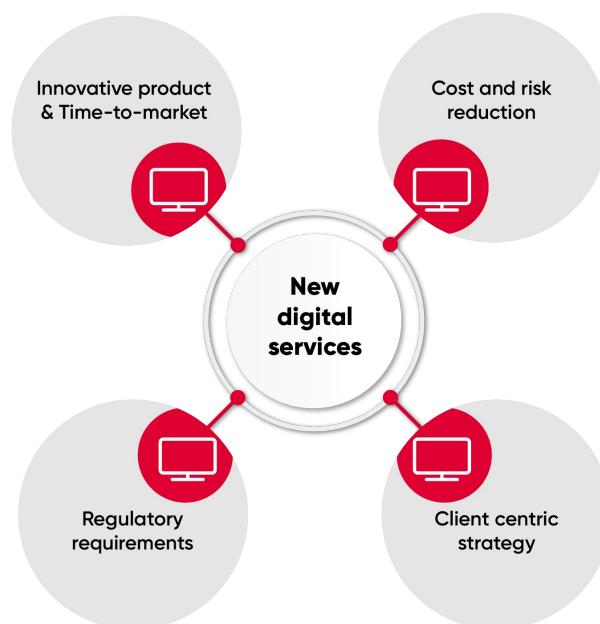 Innovative product
& Time-to-market
Cost and risk
reduction
New
digital
services
Regulatory
requirements
Client centric
strategy